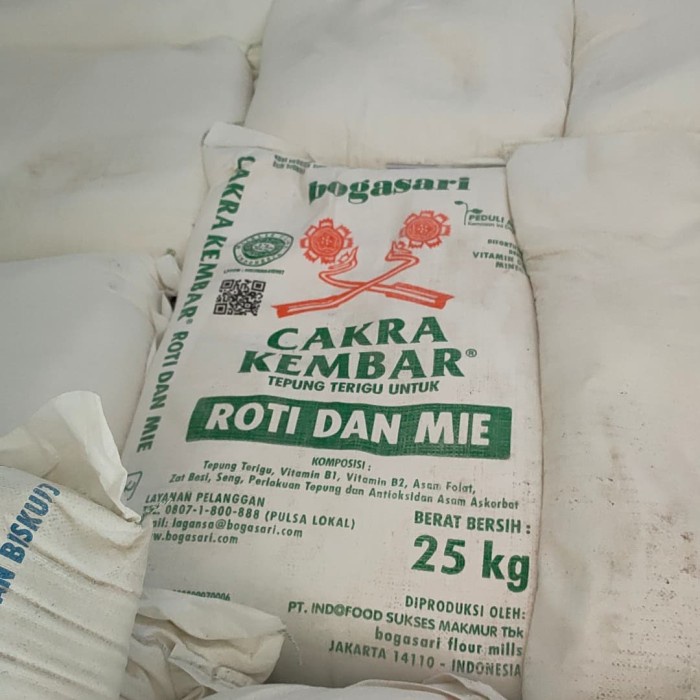 bogasari
PEDULI
VITAMIN
CAKRA KEMBAR® ROTI DAN MIE
CAKRA
KEMBAR®
TEPUNG TERIGU UNTUK
ROTI DAN MIE
KOMPOSISI :
Tepung Terigu, Vitamin B1, Vitamin B2, Asam Folat,
Zat Besi, Seng, Perlakuan Tepung dan Antioksidan Asam Askorbat
LAYANAN PELANGGAN
0807-1-800-888 (PULSA LOKAL)
lagansa@bogasari.com
w.bogasari.com
BERAT BERSIH :
25 kg
DIPRODUKSI OLEH:
PT. INDOFOOD SUKSES MAKMUR Tbk
bogasari flour mills
JAKARTA 14110 - INDONESIA
AN BISKUIT